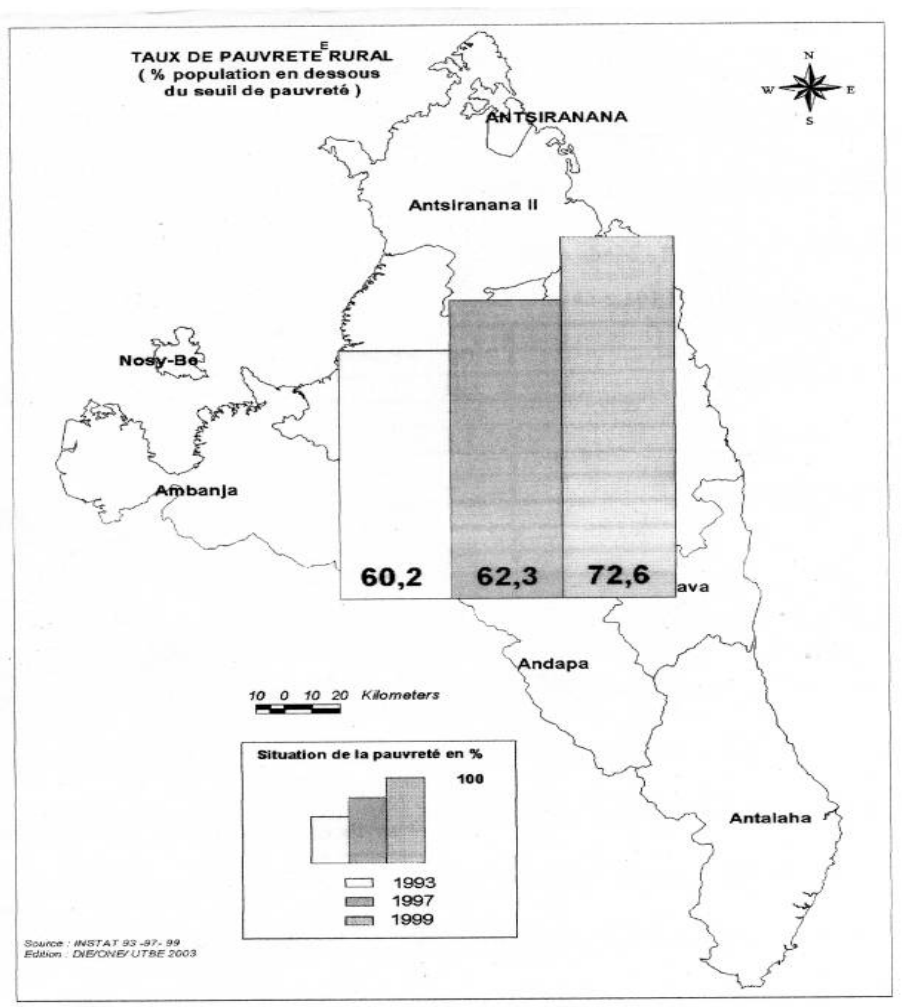 TAUX DE PAUVRETE E RURAL
( % population en dessous
du seuil de pauvreté )
N
W E
S
ANTSIRANANA
Antsiranana II
Nosy-Be
Ambanja
60,2 62,3 72,6
ava
Andapa
10 0 10 20 Kilometers
Situation de la pauvreté en %
100
Antalaha
1993
1997
1999
Source : INSTAT 93 -97- 99
Edition : DIE/ONE/ UTBE 2003